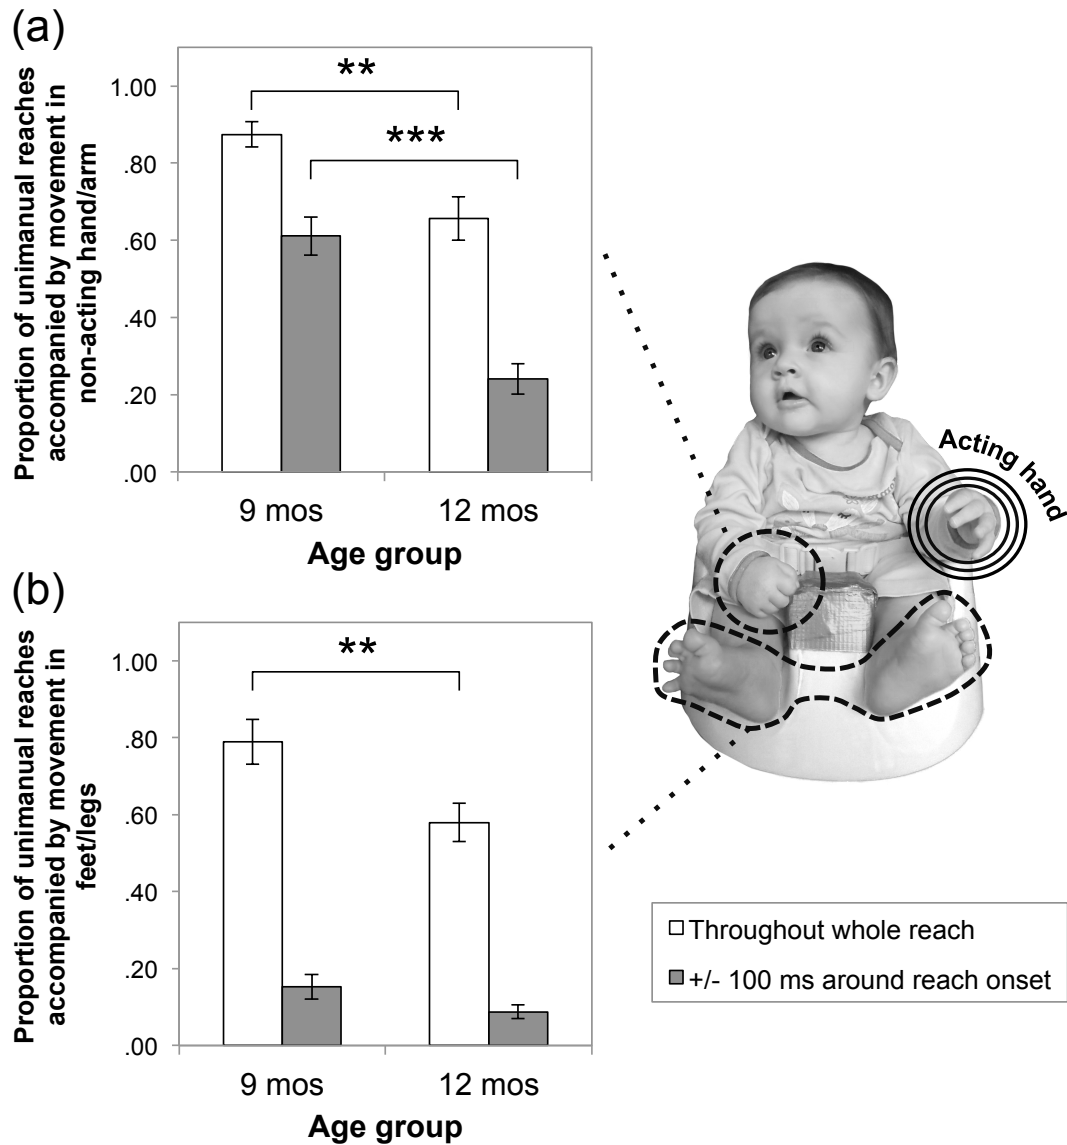 (a)
Proportion of unimanual reaches
accompanied by movement in
non-acting hand/arm
1.00
.80
.60
.40
.20
.00
**
***
9 mos
12 mos
Age group
Acting hand
(b)
Proportion of unimanual reaches
accompanied by movement in
feet/legs
1.00
.80
.60
.40
.20
.00
**
9 mos
12 mos
Age group
Throughout whole reach
+/- 100 ms around reach onset